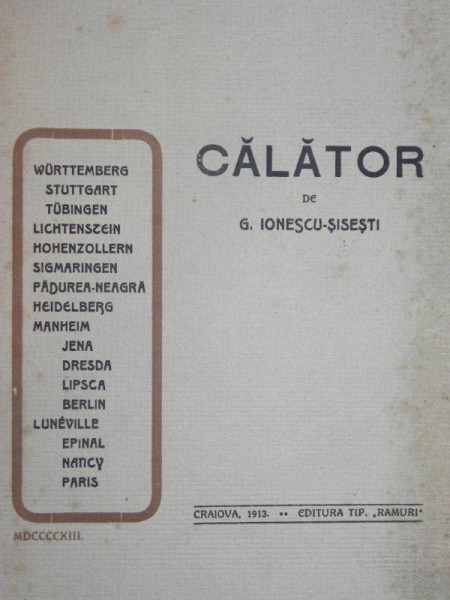 CĂLĂTOR
DE
G. IONESCU-ŞISEŞTI
WÜRTTEMBERG
STUTTGART
TÜBINGEN
LICHTENSZEIN
HOHENZOLLERN
SIGMARINGEN
PĂDUREA-NEAGRĂ
HEIDELBERG
MANHEIM
JENA
DRESDA
LIPSCA
BERLIN
LUNÉVILLE
EPINAL
NANCY
PARIS
CRAIOVA, 1913. •• EDITURA TIP. „RAMURI“
MDCCCCXIII.